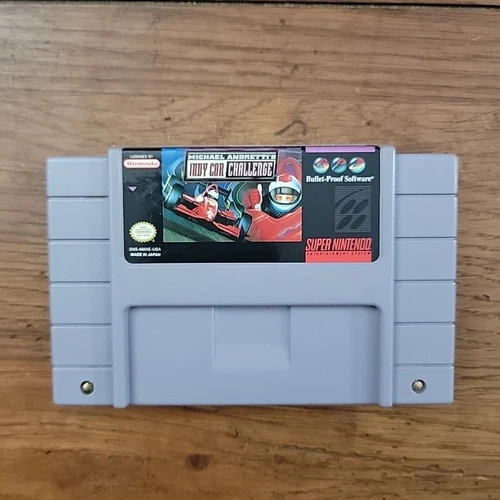 LICENSED BY
Nintendo
MICHAEL ANDRETTI'S
INDY CAR CHALLENGE
Bullet-Proof Software®
SNS-AMAE-USA
MADE IN JAPAN
SUPER NINTENDO
ENTERTAINMENT SYSTEM